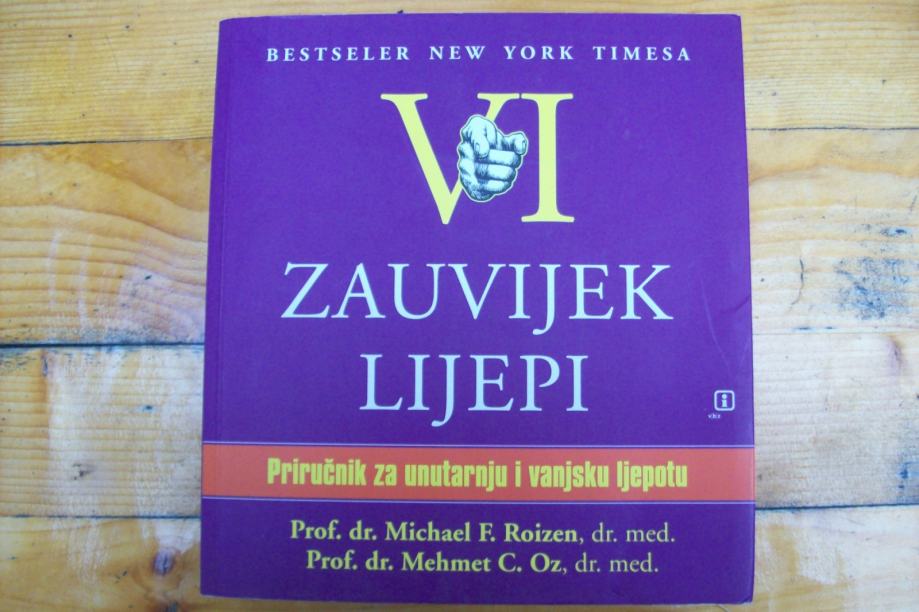 BESTSELER NEW YORK TIMESA
VI
ZAUVIJEK
LIJEPI
Priručnik za unutarnju i vanjsku ljepotu
Prof. dr. Michael F. Roizen, dr. med.
Prof. dr. Mehmet C. Oz, dr. med.